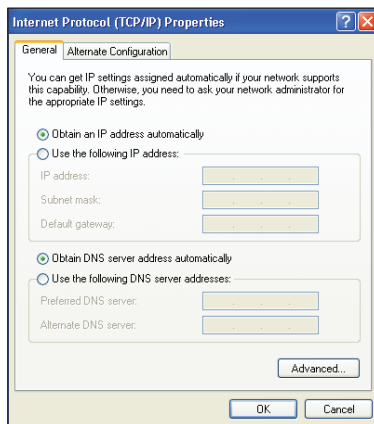 Internet Protocol (TCP/IP) Properties
General
Alternate Configuration
You can get IP settings assigned automatically if your network supports
this capability. Otherwise, you need to ask your network administrator for
the appropriate IP settings.
Obtain an IP address automatically
Use the following IP address:
IP address:
Subnet mask:
Default gateway:
Obtain DNS server address automatically
Use the following DNS server addresses:
Preferred DNS server:
Alternate DNS server:
Advanced...
OK
Cancel